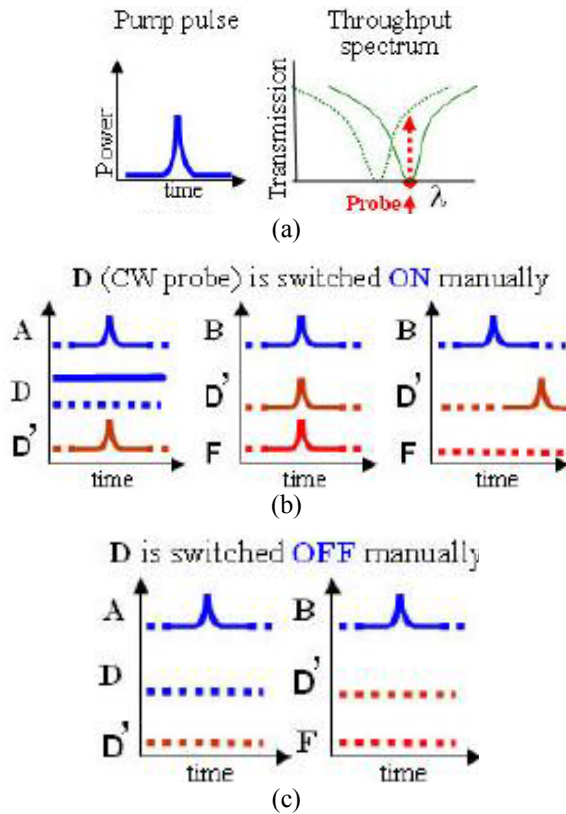 Pump pulse
Throughput
spectrum
Power
time
Transmission
Probe
λ
(a)
D (CW probe) is switched ON manually
A
D
D’
time
B
D’
F
time
B
D’
F
time
(b)
D is switched OFF manually
A
D
D’
time
B
D’
F
time
(c)